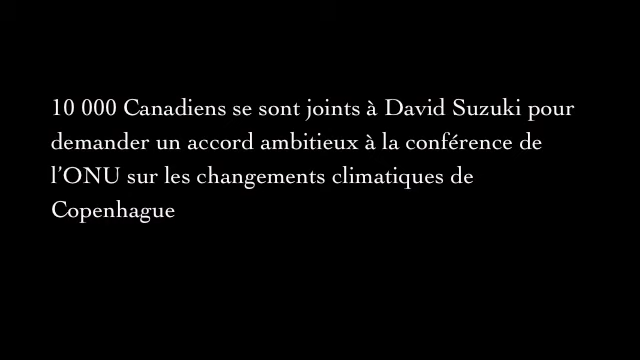 10 000 Canadiens se sont joints à David Suzuki pour
demander un accord ambitieux à la conférence de
l’ONU sur les changements climatiques de
Copenhague